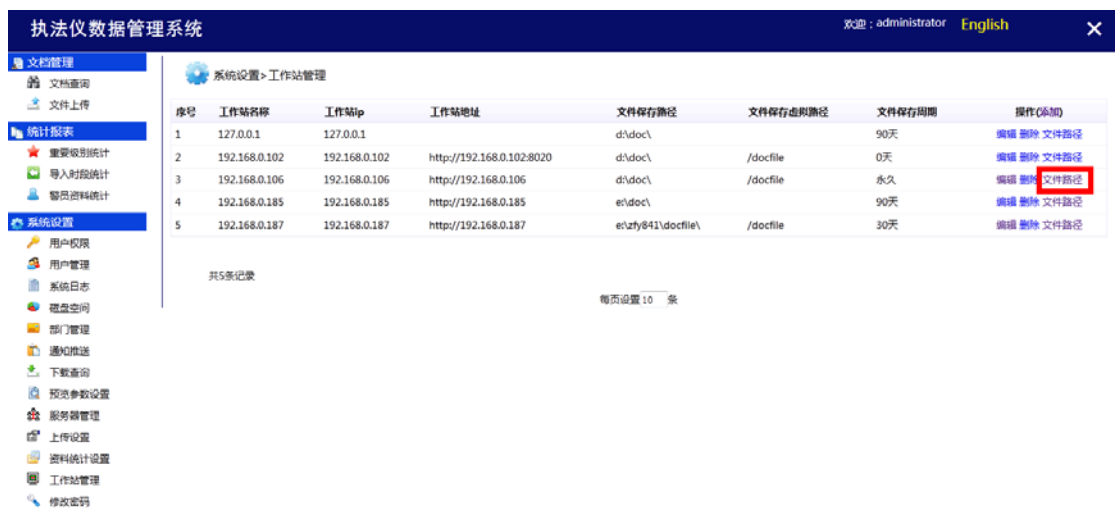 执法仪数据管理系统
欢迎：administrator English
文档管理
文档查询
文件上传
统计报表
重要级别统计
导入时段统计
警员资料统计
系统设置
用户权限
用户管理
系统日志
磁盘空间
部门管理
通知推送
下载查询
预览参数设置
服务器管理
上传设置
资料统计设置
工作站管理
修改密码
系统设置>工作站管理
序号 工作站名称 工作站ip 工作站地址 文件保存路径 文件保存虚拟路径 文件保存周期 操作(添加)
1 127.0.0.1 127.0.0.1 d:\doc\ 90天 编辑 删除 文件路径
2 192.168.0.102 192.168.0.102 http://192.168.0.102:8020 d:\doc\ /docfile 0天 编辑 删除 文件路径
3 192.168.0.106 192.168.0.106 http://192.168.0.106 d:\doc\ /docfile 永久 编辑 删除 文件路径
4 192.168.0.185 192.168.0.185 http://192.168.0.185 e:\doc\ 90天 编辑 删除 文件路径
5 192.168.0.187 192.168.0.187 http://192.168.0.187 e:\zfy841\docfile\ /docfile 30天 编辑 删除 文件路径
共5条记录
每页设置 10 条